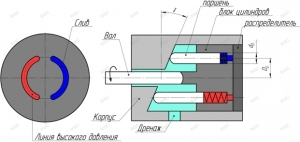 Слив
Линия высокого давления
поршень
блок цилиндров
распределитель
Вал
Корпус
Дренаж